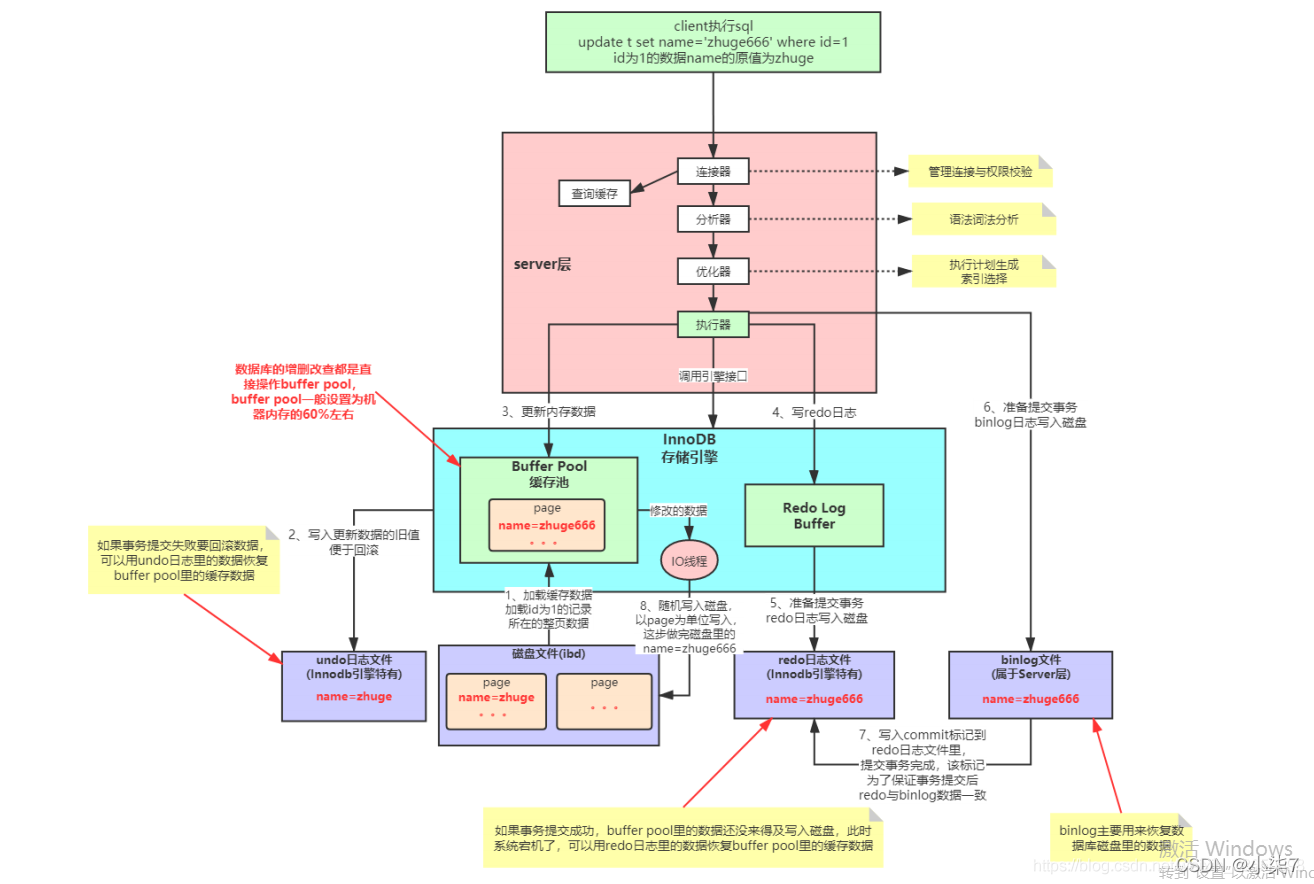 client执行sql
update t set name='zhuge666' where id=1
id为1的数据name的原值为zhuge
连接器
管理连接与权限校验
查询缓存
分析器
语法词法分析
server层
优化器
执行计划生成
索引选择
执行器
数据库的增删改查都是直
接操作buffer pool，
buffer pool一般设置为机
器内存的60%左右
调用引擎接口
3、更新内存数据
4、写redo日志
6、准备提交事务
binlog日志写入磁盘
InnoDB
存储引擎
Buffer Pool
缓存池
page
name=zhuge666
. . .
修改的数据
IO线程
Redo Log
Buffer
2、写入更新数据的旧值
便于回滚
如果事务提交失败要回滚数据，
可以用undo日志里的数据恢复
buffer pool里的缓存数据
1、加载缓存数据
加载id为1的记录
所在的整页数据
8、随机写入磁盘，
以page为单位写入，
这步做完磁盘里的
name=zhuge666
5、准备提交事务
redo日志写入磁盘
undo日志文件
(Innodb引擎特有)
name=zhuge
磁盘文件(ibd)
page
name=zhuge
. . .
page
. . .
redo日志文件
(Innodb引擎特有)
name=zhuge666
binlog文件
(属于Server层)
name=zhuge666
7、写入commit标记到
redo日志文件里，
提交事务完成，该标记
为了保证事务提交后
redo与binlog数据一致
如果事务提交成功，buffer pool里的数据还没来得及写入磁盘，此时
系统宕机了，可以用redo日志里的数据恢复buffer pool里的缓存数据
binlog主要用来恢复数
据库磁盘里的数据
激活 Windows
https://blog.csdn.ne
CSDN @小柒7
转到"设置"以激活 Win